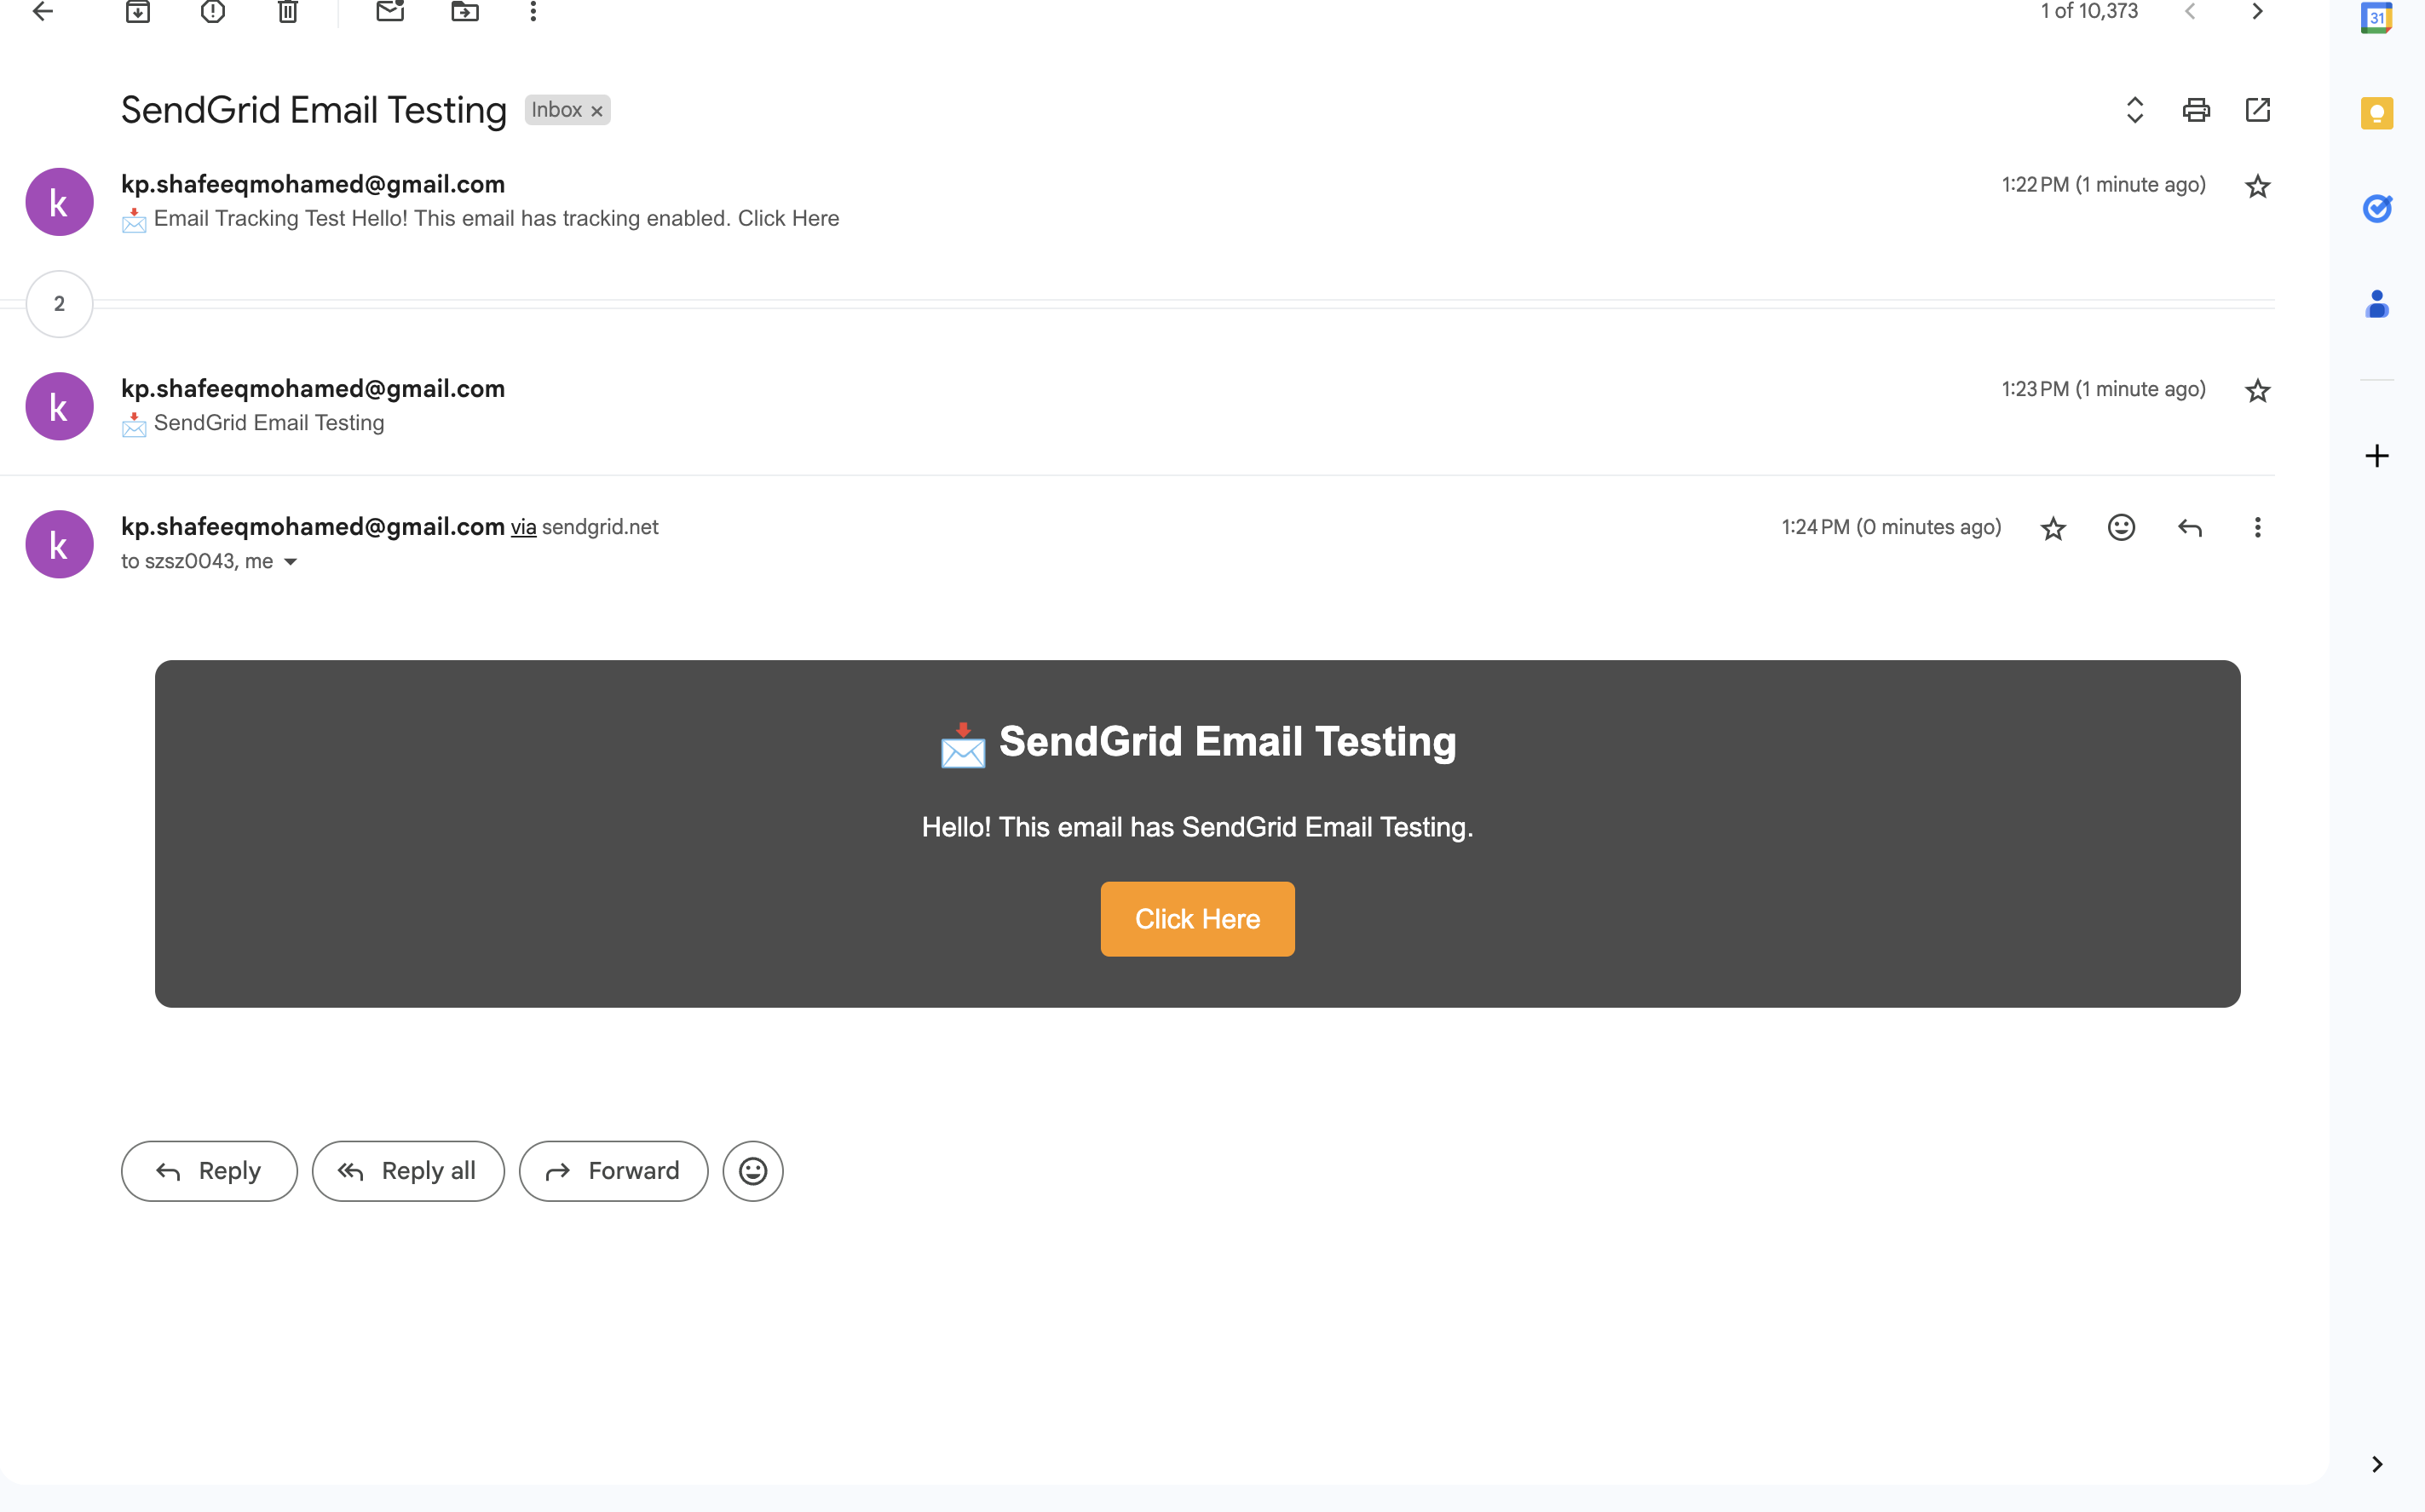 1 of 10,373
31
SendGrid Email Testing Inbox ×
k
kp.shafeeqmohamed@gmail.com 1:22 PM (1 minute ago)
📩 Email Tracking Test Hello! This email has tracking enabled. Click Here
2
k
kp.shafeeqmohamed@gmail.com 1:23 PM (1 minute ago)
📩 SendGrid Email Testing
k
kp.shafeeqmohamed@gmail.com via sendgrid.net 1:24 PM (0 minutes ago)
to szsz0043, me
📩 SendGrid Email Testing
Hello! This email has SendGrid Email Testing.
Click Here
Reply Reply all Forward